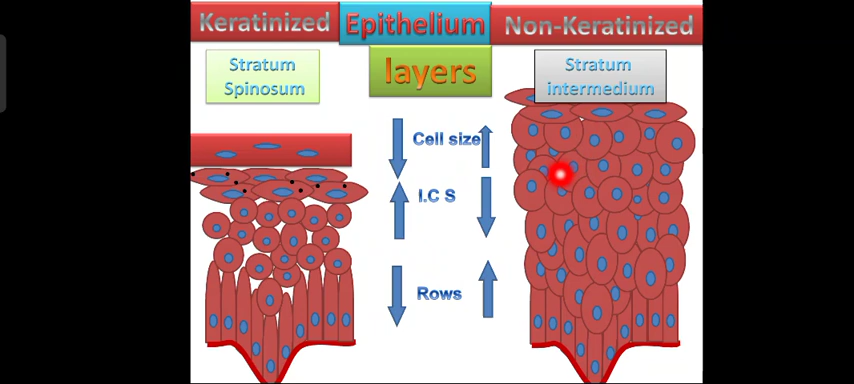 Keratinized Epithelium Non-Keratinized
layers
Stratum
Spinosum
Stratum
intermedium
Cell size
I.C S
Rows